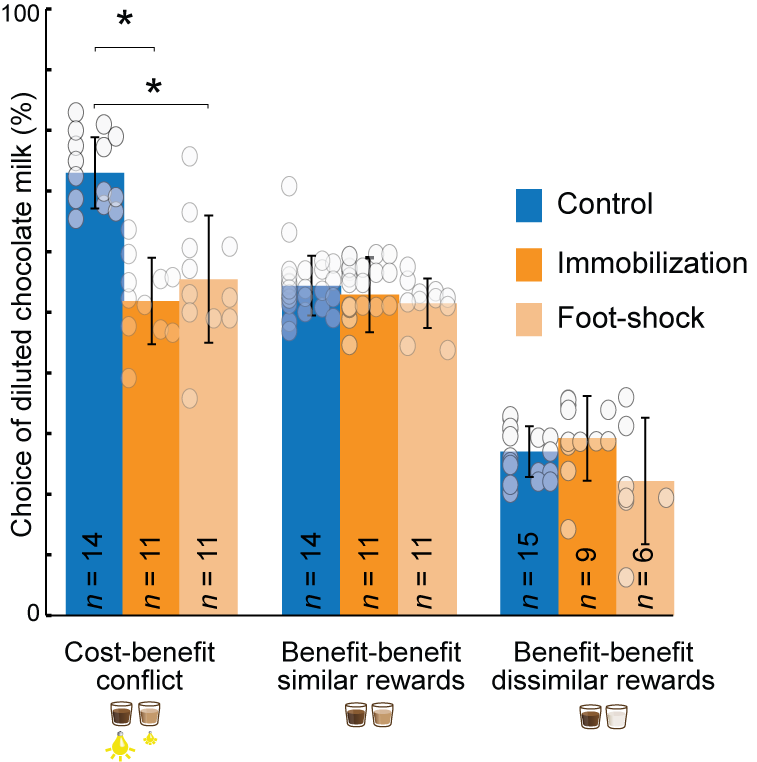 100
*
*
Choice of diluted chocolate milk (%)
Control
Immobilization
Foot-shock
n = 14
n = 11
n = 11
n = 14
n = 11
n = 11
n = 15
n = 9
n = 6
0
Cost-benefit
conflict
Benefit-benefit
similar rewards
Benefit-benefit
dissimilar rewards